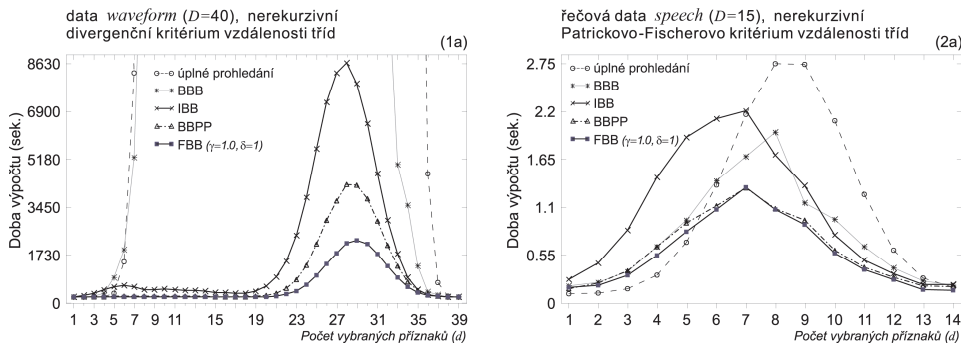 data waveform (D=40), nerekurzivní
divergenční kritérium vzdálenosti tříd
(1a)
Doba výpočtu (sek.)
8630
6900
5180
3450
1730
0
úplné prohledání
BBB
IBB
BBPP
FBB (γ=1.0, δ=1)
1 3 5 7 9 11 15 19 23 27 31 35 39
Počet vybraných příznaků (d)
řečová data speech (D=15), nerekurzivní
Patrickovo-Fischerovo kritérium vzdálenosti tříd
(2a)
Doba výpočtu (sek.)
2.75
2.2
1.65
1.1
0.55
0
úplné prohledání
BBB
IBB
BBPP
FBB (γ=1.0, δ=1)
1 2 3 4 5 6 7 8 9 10 11 12 13 14
Počet vybraných příznaků (d)